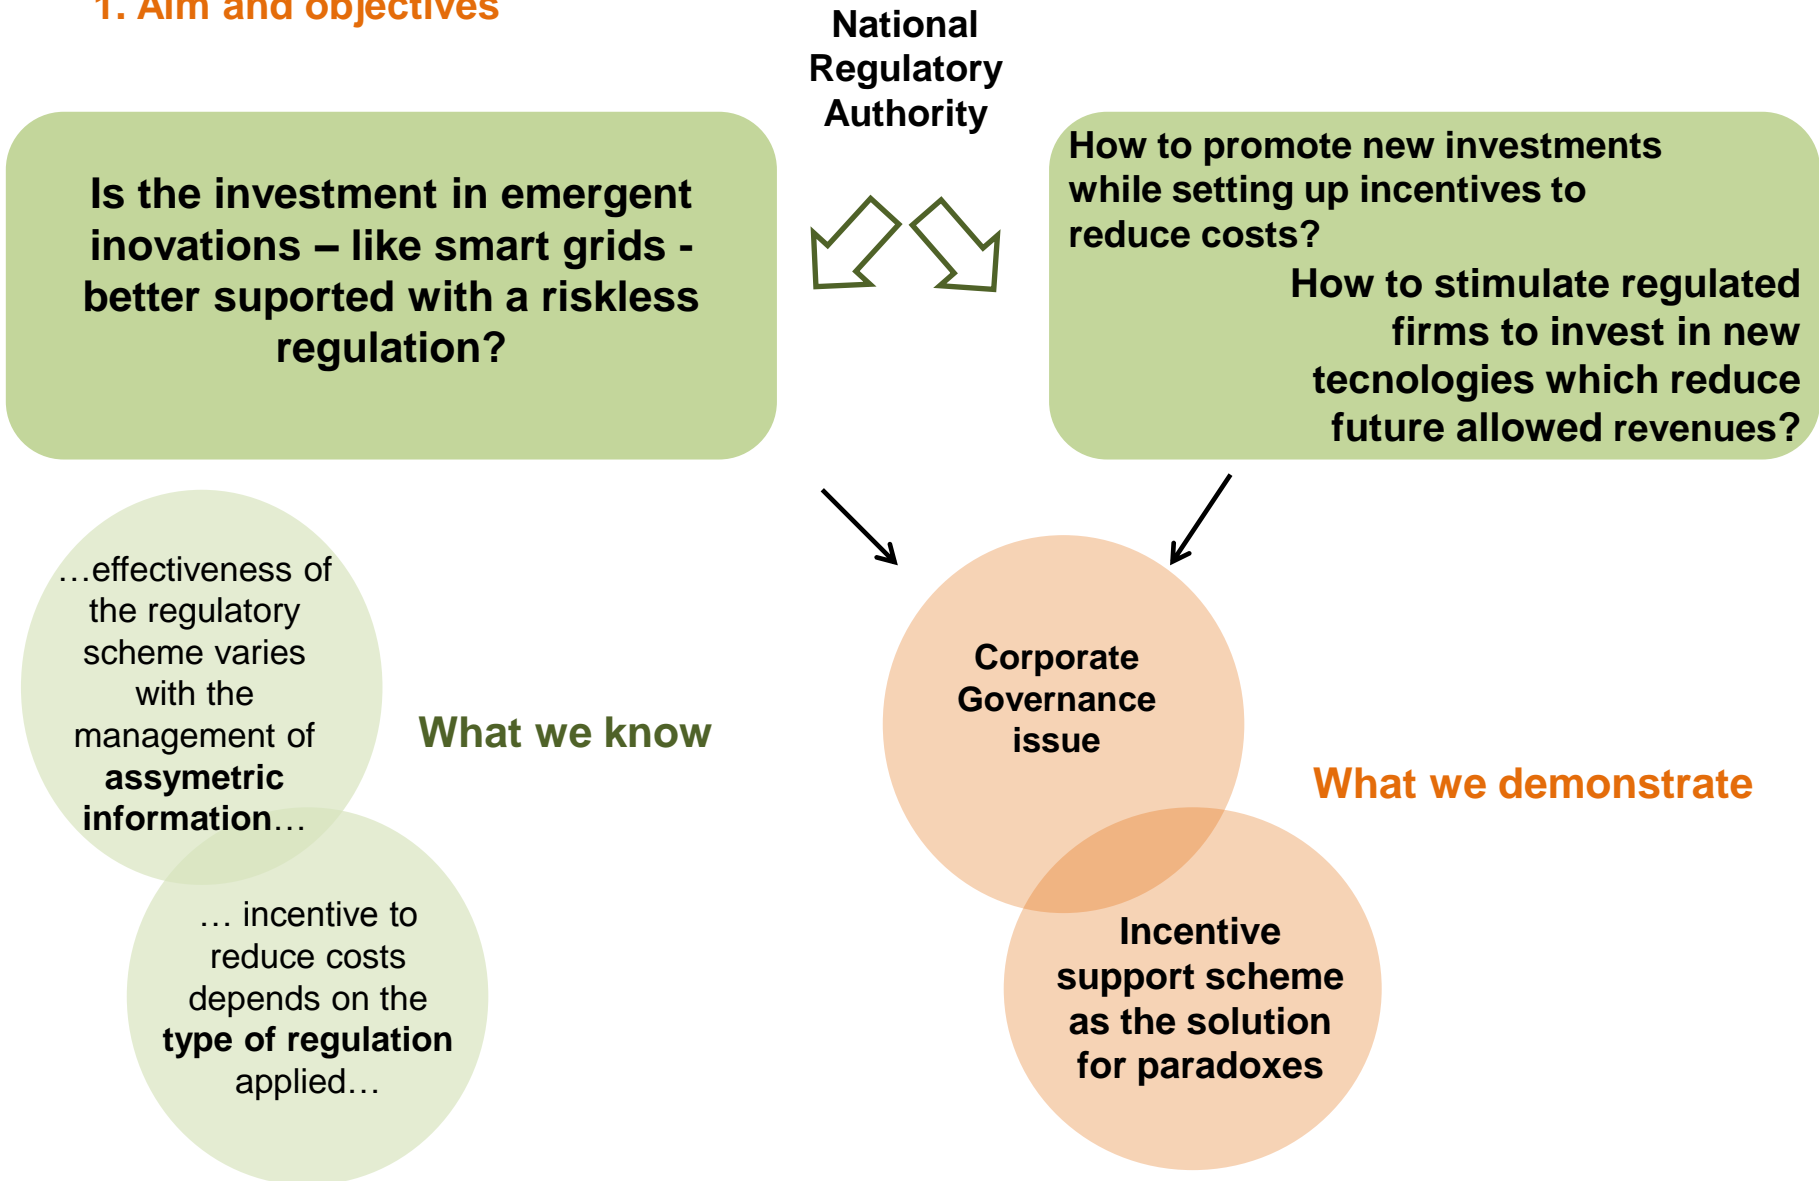 1. Aim and objectives
National
Regulatory
Authority
Is the investment in emergent
inovations – like smart grids -
better suported with a riskless
regulation?
How to promote new investments
while setting up incentives to
reduce costs?
How to stimulate regulated
firms to invest in new
tecnologies which reduce
future allowed revenues?
…effectiveness of
the regulatory
scheme varies
with the
management of
assymetric
information…
What we know
… incentive to
reduce costs
depends on the
type of regulation
applied…
Corporate
Governance
issue
What we demonstrate
Incentive
support scheme
as the solution
for paradoxes